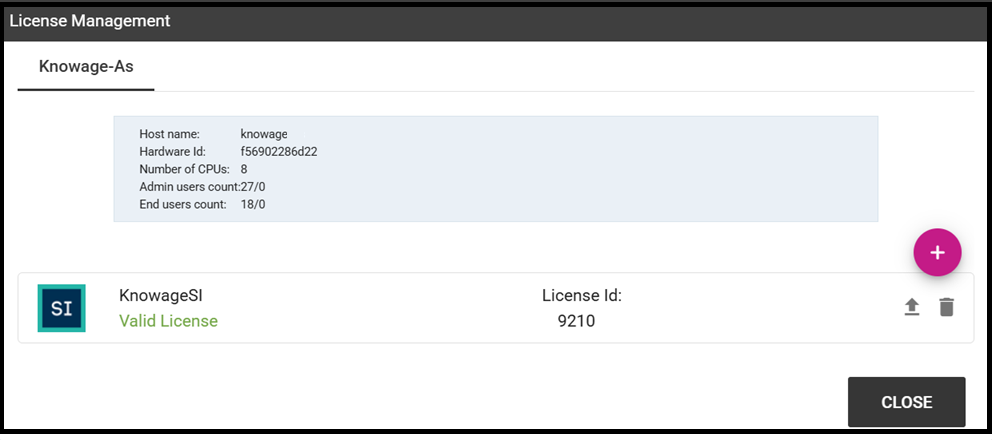 License Management
Knowage-As
Host name: knowage
Hardware Id: f56902286d22
Number of CPUs: 8
Admin users count:27/0
End users count: 18/0
+
SI
KnowageSI
Valid License
License Id:
9210
CLOSE